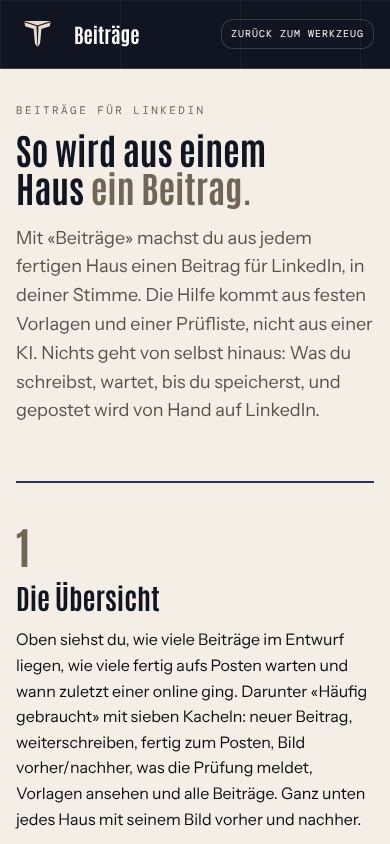 Beiträge
ZURÜCK ZUM WERKZEUG
BEITRÄGE FÜR LINKEDIN
So wird aus einem
Haus ein Beitrag.
Mit «Beiträge» machst du aus jedem
fertigen Haus einen Beitrag für LinkedIn, in
deiner Stimme. Die Hilfe kommt aus festen
Vorlagen und einer Prüfliste, nicht aus einer
KI. Nichts geht von selbst hinaus: Was du
schreibst, wartet, bis du speicherst, und
gepostet wird von Hand auf LinkedIn.
1
Die Übersicht
Oben siehst du, wie viele Beiträge im Entwurf
liegen, wie viele fertig aufs Posten warten und
wann zuletzt einer online ging. Darunter «Häufig
gebraucht» mit sieben Kacheln: neuer Beitrag,
weiterschreiben, fertig zum Posten, Bild
vorher/nachher, was die Prüfung meldet,
Vorlagen ansehen und alle Beiträge. Ganz unten
jedes Haus mit seinem Bild vorher und nachher.